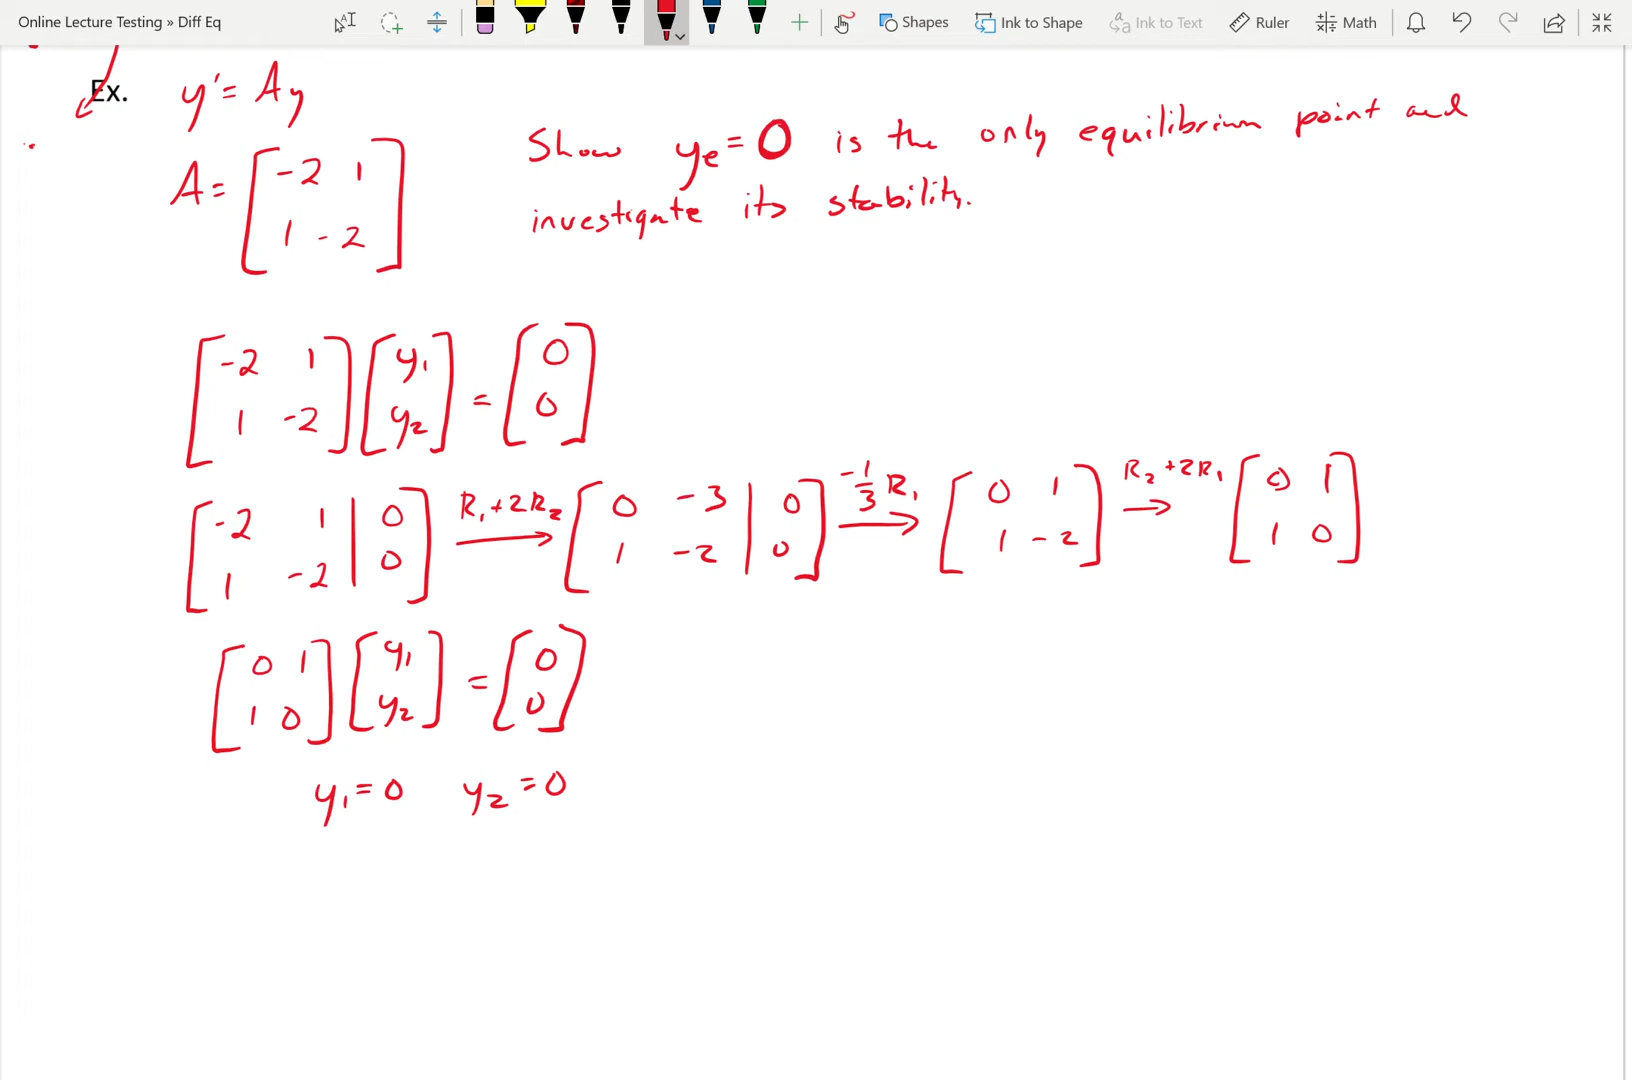 Online Lecture Testing » Diff Eq
Shapes Ink to Shape Ink to Text Ruler Math
Ex. y' = Ay
A = [-2 1; 1 -2]
Show yₑ = 0 is the only equilibrium point and
investigate its stability.
[-2 1; 1 -2] [y₁; y₂] = [0; 0]
[-2 1 | 0; 1 -2 | 0] R₁+2R₂ → [0 -3 | 0; 1 -2 | 0] -1/3 R₁ → [0 1; 1 -2] R₂+2R₁ → [0 1; 1 0]
[0 1; 1 0] [y₁; y₂] = [0; 0]
y₁ = 0 y₂ = 0